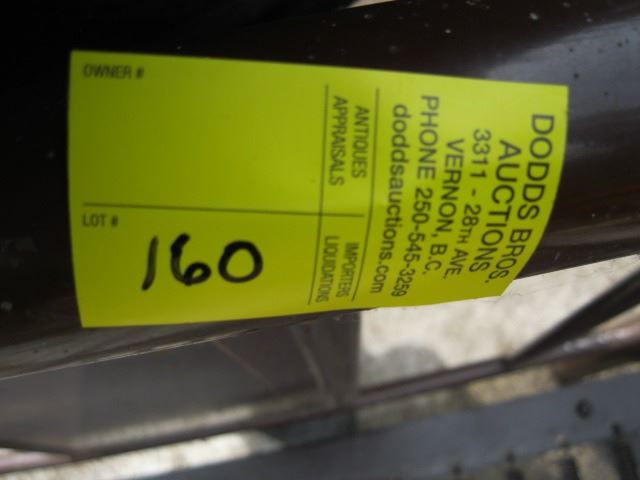 DODDS BROS.
AUCTIONS
3311 - 28TH AVE.
VERNON, B.C.
PHONE 250-545-3259
doddsauctions.com
ANTIQUES
APPRAISALS
IMPORTERS
LIQUIDATIONS
OWNER #
LOT #
160